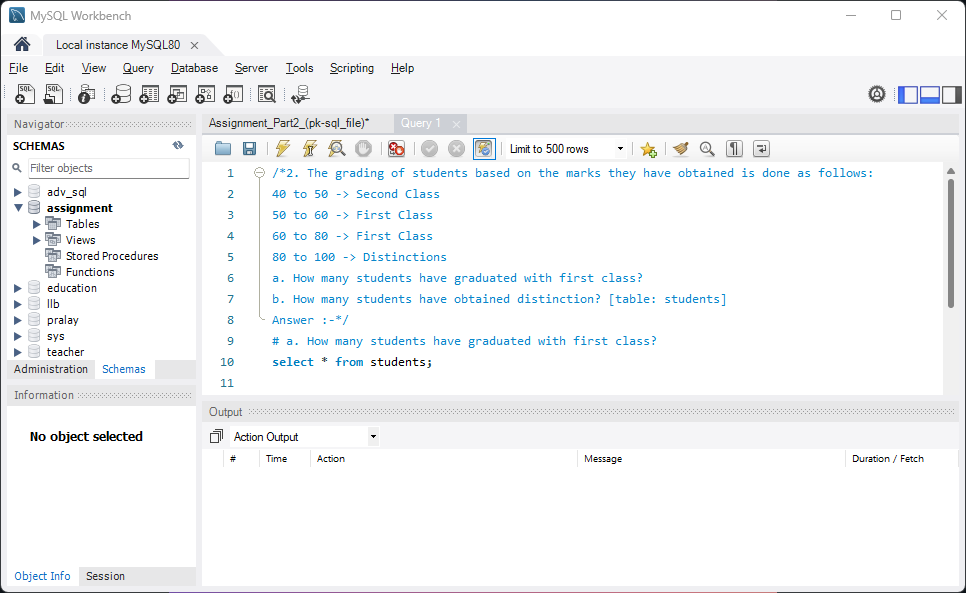 MySQL Workbench
Local instance MySQL80
File Edit View Query Database Server Tools Scripting Help
Navigator
SCHEMAS
Filter objects
adv_sql
assignment
Tables
Views
Stored Procedures
Functions
education
llb
pralay
sys
teacher
Administration Schemas
Information
No object selected
Object Info Session
Assignment_Part2_(pk-sql_file)* Query 1
Limit to 500 rows
1 /*2. The grading of students based on the marks they have obtained is done as follows:
2 40 to 50 -> Second Class
3 50 to 60 -> First Class
4 60 to 80 -> First Class
5 80 to 100 -> Distinctions
6 a. How many students have graduated with first class?
7 b. How many students have obtained distinction? [table: students]
8 Answer :-*/
9 # a. How many students have graduated with first class?
10 select * from students;
11
Output
Action Output
# Time Action Message Duration / Fetch